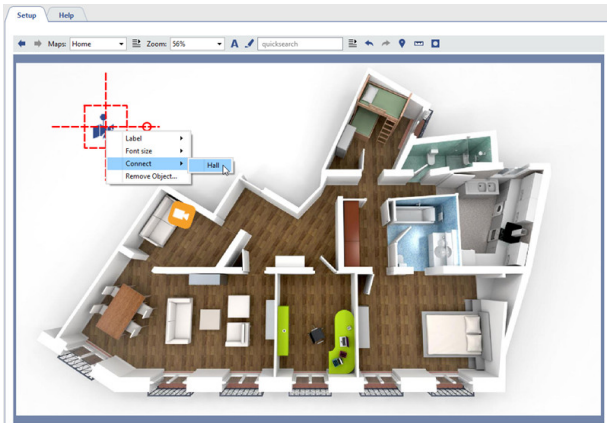 Setup Help
Maps: Home Zoom: 56% A quicksearch
Label
Font size
Connect Hall
Remove Object...